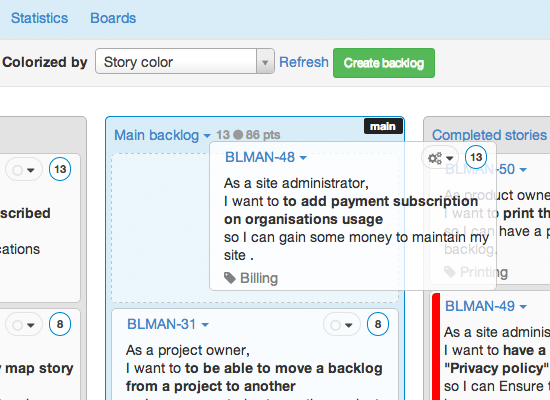 Statistics Boards
Colorized by Story color Refresh Create backlog
main
Main backlog 13 86 pts
Completed stories
13
BLMAN-48 13
BLMAN-50
As a site administrator,
I want to to add payment subscription
on organisations usage
so I can gain some money to maintain my
site .
Billing
As product owner
I want to print th
so I can have a p
backlog.
Printing
scribed
cations
8
BLMAN-31 8
As a project owner,
I want to to be able to move a backlog
from a project to another
BLMAN-49
As a site adminis
I want to have a
"Privacy policy"
so I can Ensure t
map story